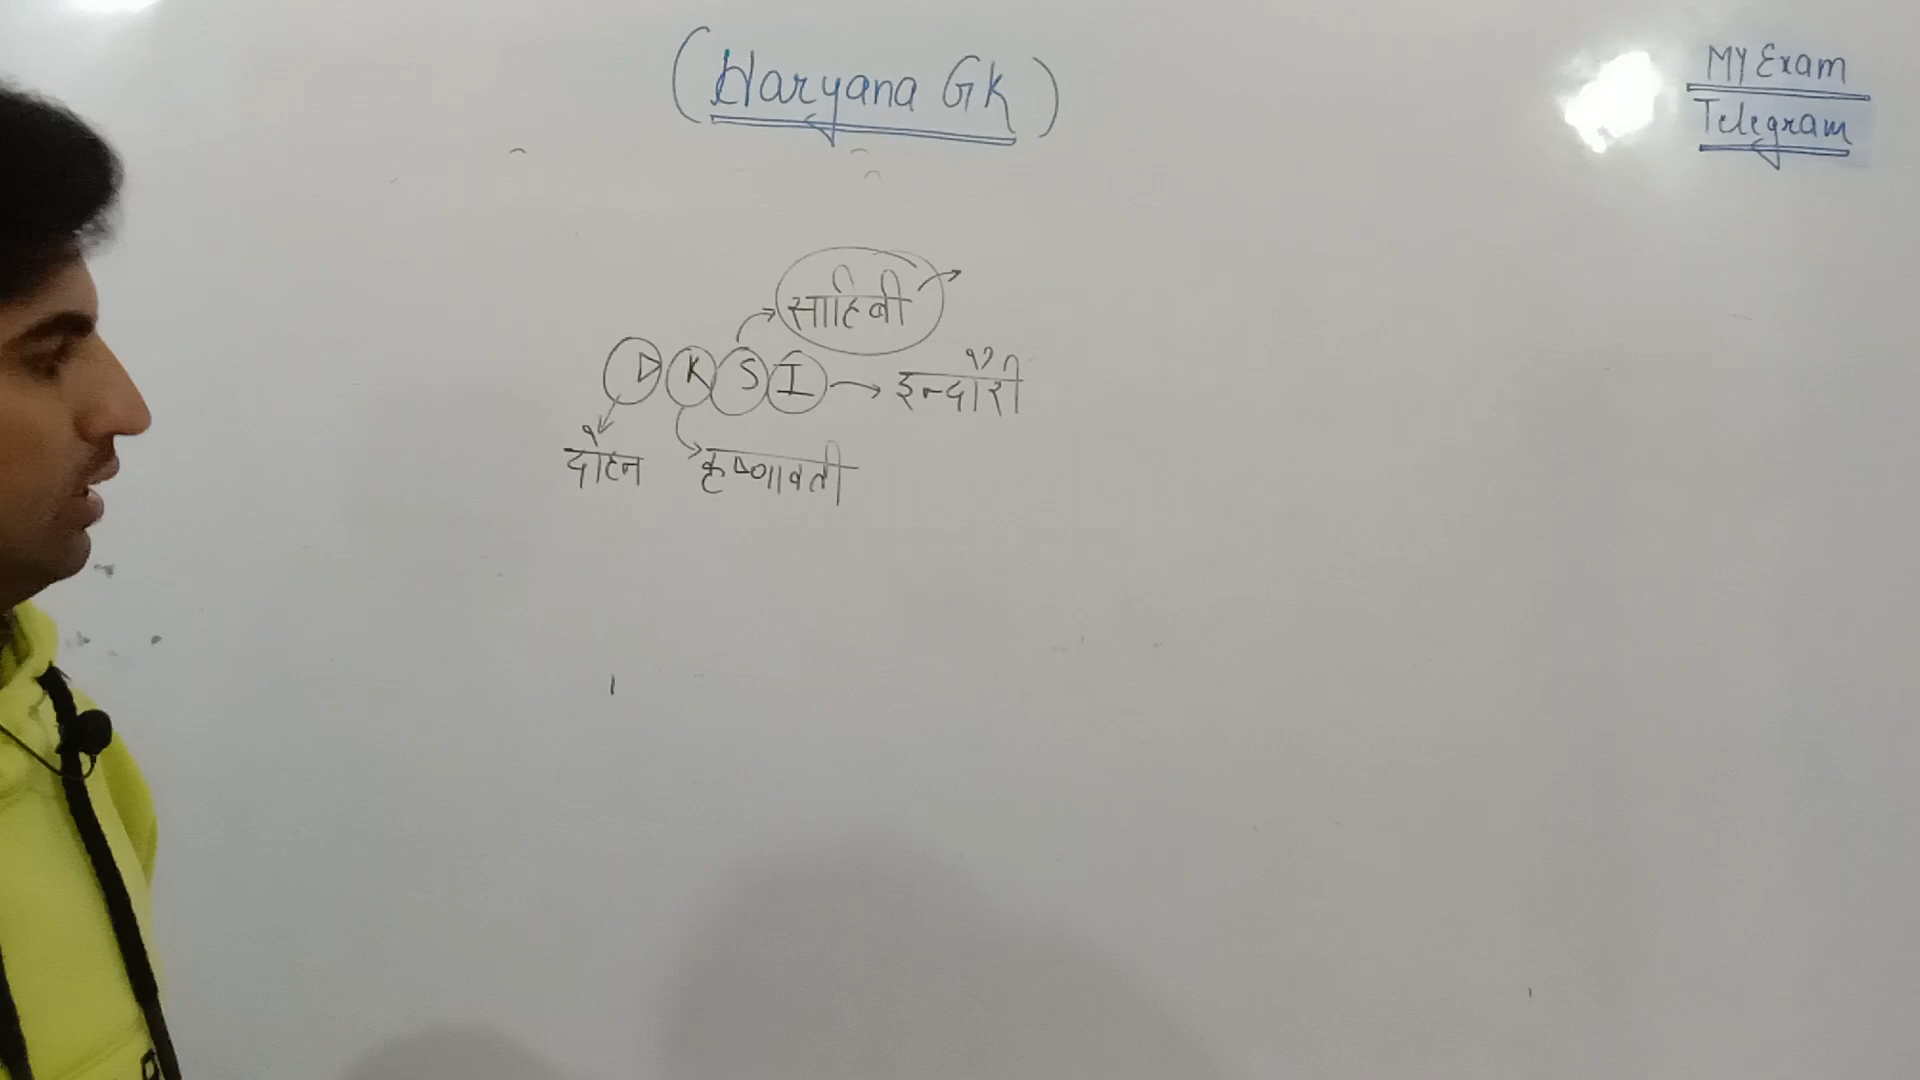 (Haryana GK)
MY Exam
Telegram
साहिबी
D K S I → इन्दौरी
दोहन
कृष्णावती